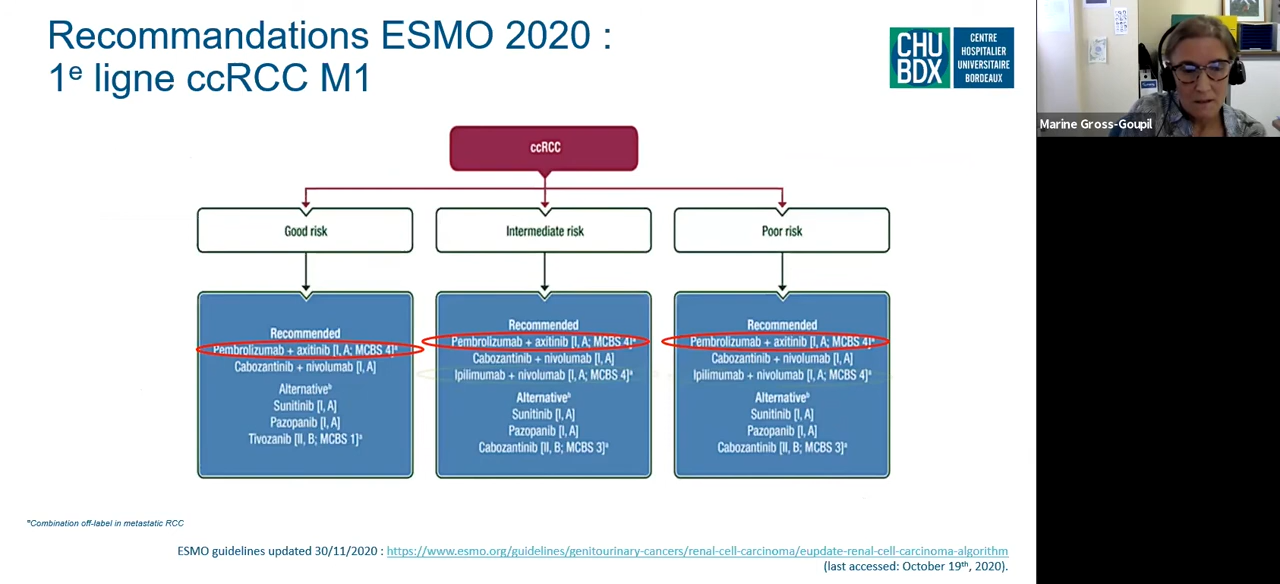 Recommandations ESMO 2020 :
1e ligne ccRCC M1
CHU
BDX
CENTRE
HOSPITALIER
UNIVERSITAIRE
BORDEAUX
Marine Gross-Goupil
ccRCC
Good risk
Intermediate risk
Poor risk
Recommended
Pembrolizumab + axitinib [I, A; MCBS 4]a
Cabozantinib + nivolumab [I, A]
Alternativeb
Sunitinib [I, A]
Pazopanib [I, A]
Tivozanib [II, B; MCBS 1]a
Recommended
Pembrolizumab + axitinib [I, A; MCBS 4]a
Cabozantinib + nivolumab [I, A]
Ipilimumab + nivolumab [I, A; MCBS 4]a
Alternativeb
Sunitinib [I, A]
Pazopanib [I, A]
Cabozantinib [II, B; MCBS 3]a
Recommended
Pembrolizumab + axitinib [I, A; MCBS 4]a
Cabozantinib + nivolumab [I, A]
Ipilimumab + nivolumab [I, A; MCBS 4]a
Alternativeb
Sunitinib [I, A]
Pazopanib [I, A]
Cabozantinib [II, B; MCBS 3]a
*Combination off-label in metastatic RCC
ESMO guidelines updated 30/11/2020 : https://www.esmo.org/guidelines/genitourinary-cancers/renal-cell-carcinoma/eupdate-renal-cell-carcinoma-algorithm
(last accessed: October 19th, 2020).